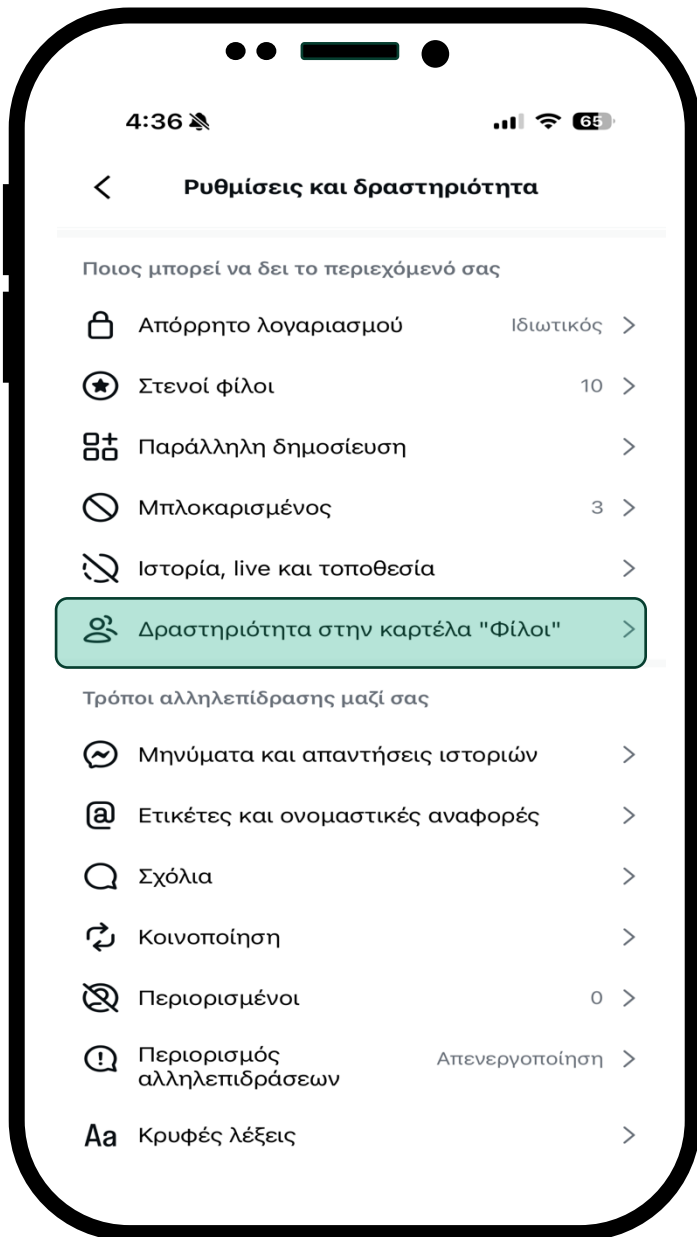 4:36
65
Ρυθμίσεις και δραστηριότητα
Ποιος μπορεί να δει το περιεχόμενό σας
Απόρρητο λογαριασμού Ιδιωτικός
Στενοί φίλοι 10
Παράλληλη δημοσίευση
Μπλοκαρισμένος 3
Ιστορία, live και τοποθεσία
Δραστηριότητα στην καρτέλα "Φίλοι"
Τρόποι αλληλεπίδρασης μαζί σας
Μηνύματα και απαντήσεις ιστοριών
Ετικέτες και ονομαστικές αναφορές
Σχόλια
Κοινοποίηση
Περιορισμένοι 0
Περιορισμός Απενεργοποίηση
αλληλεπιδράσεων
Aa Κρυφές λέξεις